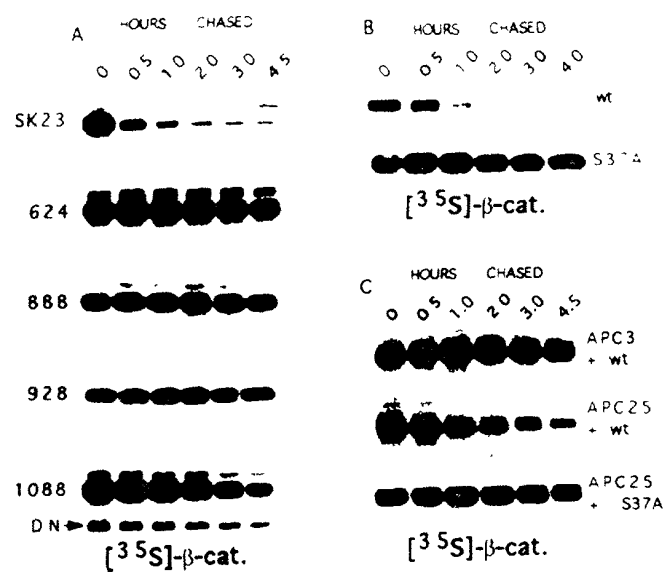 A
HOURS CHASED
0 0 5 1 0 2 0 3 0 4 5
SK23
624
888
928
1088
DN
[³⁵S]-β-cat.
B
HOURS CHASED
0 0 5 1 0 2 0 3 0 4 0
wt
S37A
[³⁵S]-β-cat.
C
HOURS CHASED
0 0 5 1.0 2 0 3.0 4.5
APC3
+ wt
APC25
+ wt
APC25
+ S37A
[³⁵S]-β-cat.